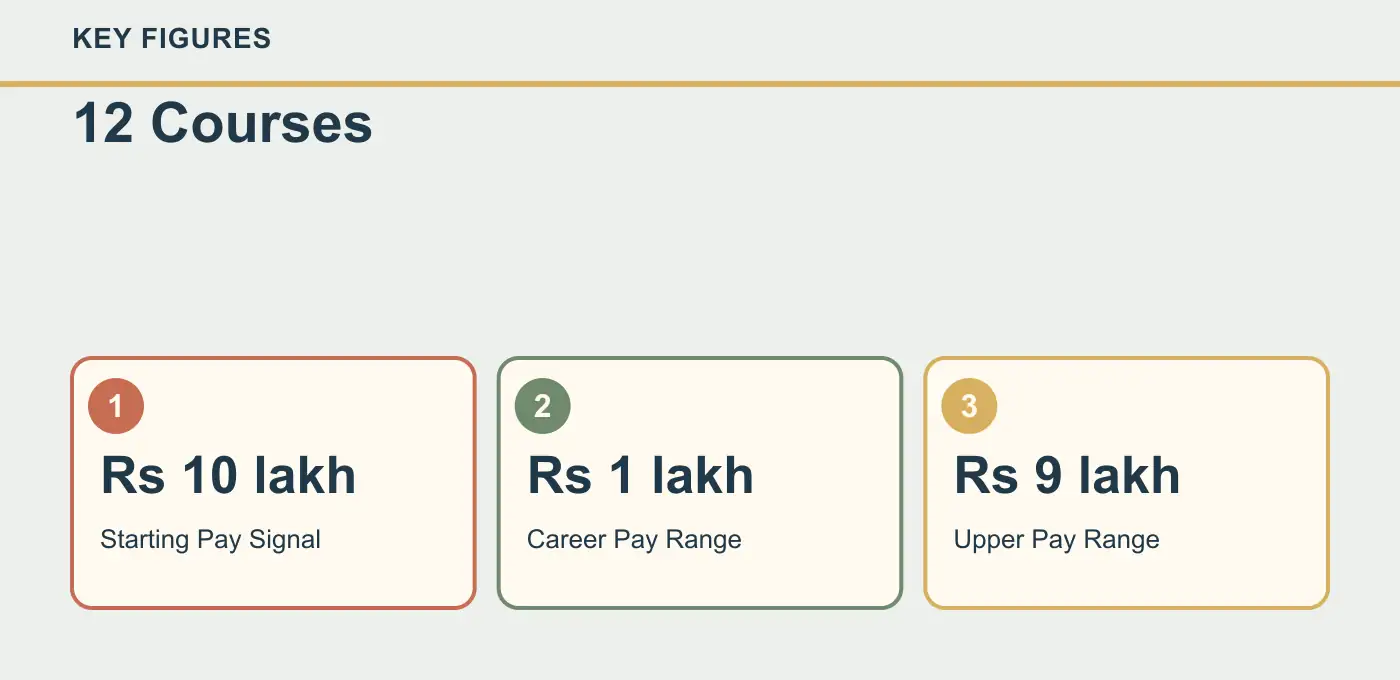 KEY FIGURES
12 Courses
1
Rs 10 lakh
Starting Pay Signal
2
Rs 1 lakh
Career Pay Range
3
Rs 9 lakh
Upper Pay Range